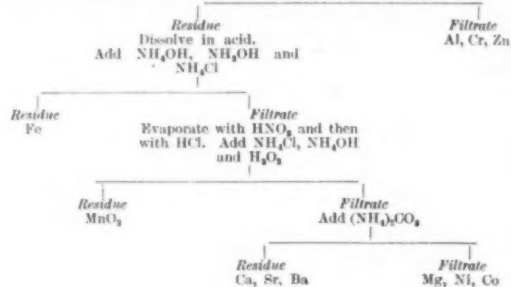 Residue
Dissolve in acid.
Add NH₄OH, NH₂OH and
NH₄Cl
Filtrate
Al, Cr, Zn
Residue
Fe
Filtrate
Evaporate with HNO₃ and then
with HCl. Add NH₄Cl, NH₄OH
and H₂O₂
Residue
MnO₂
Filtrate
Add (NH₄)₂CO₃
Residue
Ca, Sr, Ba
Filtrate
Mg, Ni, Co